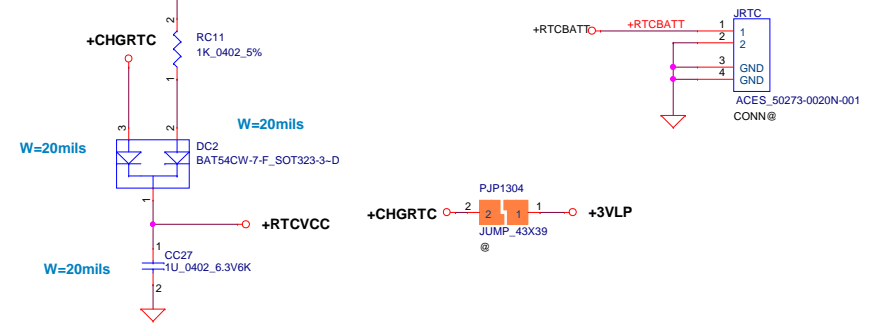 2
+CHGRTC
RC11
1K_0402_5%
1
3
2
W=20mils
W=20mils
DC2
BAT54CW-7-F_SOT323-3~D
1
+RTCVCC
1
CC27
1U_0402_6.3V6K
W=20mils
2
JRTC
+RTCBATT
+RTCBATT
1
1
2
2
3
GND
4
GND
ACES_50273-0020N-001
CONN@
PJP1304
+CHGRTC
2
2
1
1
+3VLP
JUMP_43X39
@